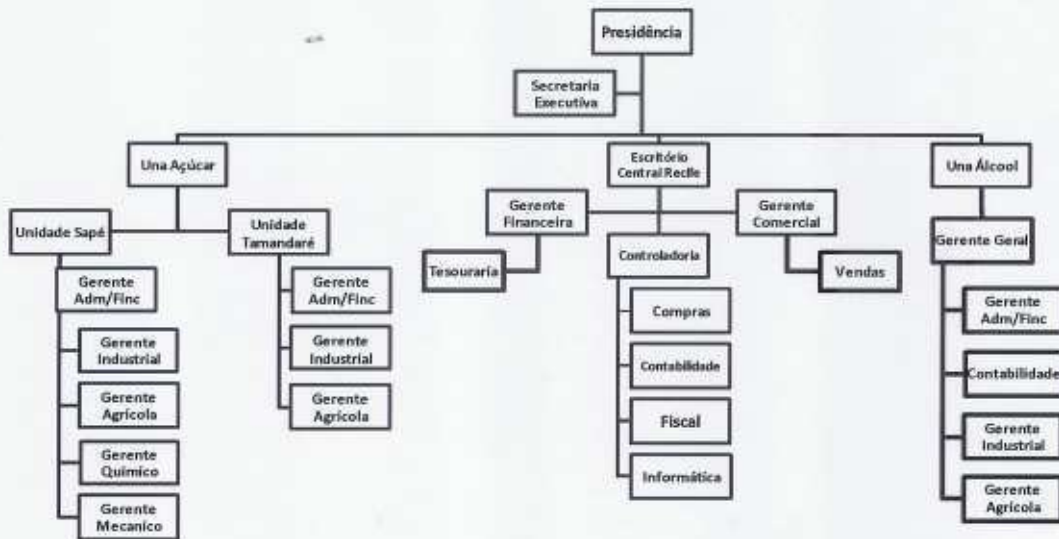 Presidência
Secretaria
Executiva
Una Açúcar
Escritório
Central Recife
Una Álcool
Unidade Sapé
Unidade
Tamandaré
Gerente
Financeira
Gerente
Comercial
Gerente Geral
Tesouraria
Controladoria
Vendas
Gerente
Adm/Finc
Gerente
Industrial
Gerente
Agrícola
Gerente
Químico
Gerente
Mecanico
Gerente
Adm/Finc
Gerente
Industrial
Gerente
Agrícola
Compras
Contabilidade
Fiscal
Informática
Gerente
Adm/Finc
Contabilidade
Gerente
Industrial
Gerente
Agrícola